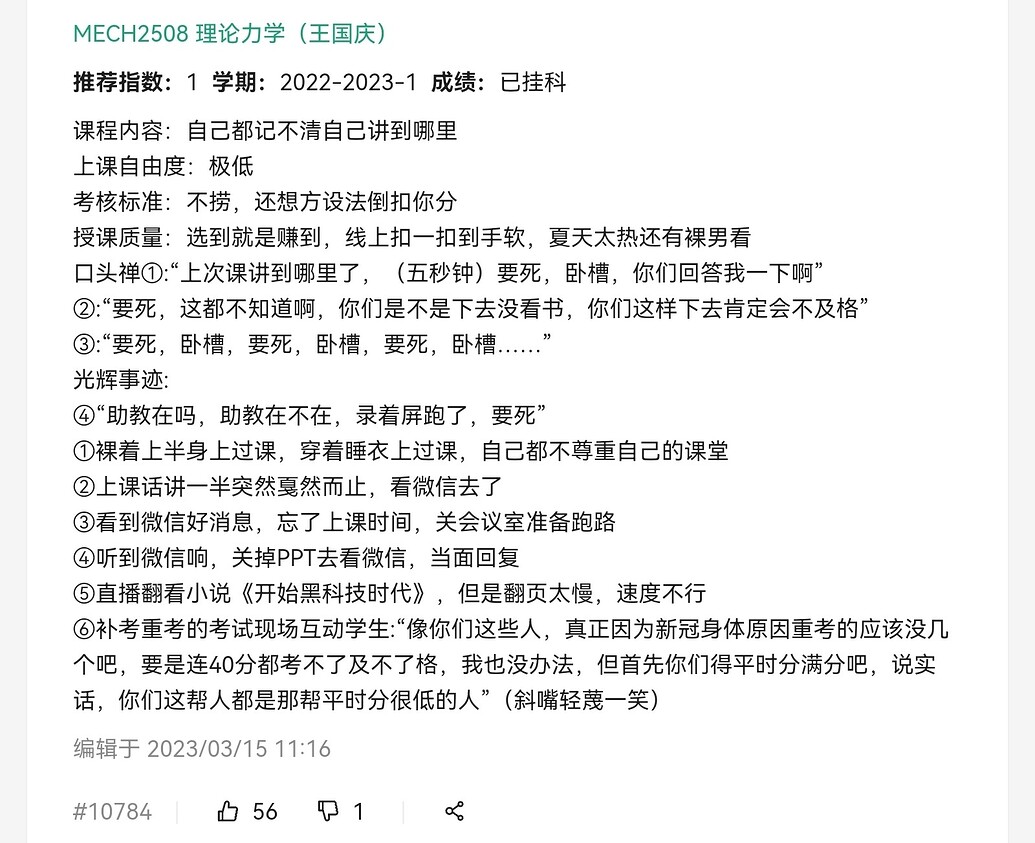 MECH2508 理论力学（王国庆）
推荐指数：1 学期：2022-2023-1 成绩：已挂科
课程内容：自己都记不清自己讲到哪里
上课自由度：极低
考核标准：不捞，还想方设法倒扣你分
授课质量：选到就是赚到，线上扣一扣到手软，夏天太热还有裸男看
口头禅①:“上次课讲到哪里了，（五秒钟）要死，卧槽，你们回答我一下啊”
②:“要死，这都不知道啊，你们是不是下去没看书，你们这样下去肯定会不及格”
③:“要死，卧槽，要死，卧槽，要死，卧槽……”
光辉事迹:
④“助教在吗，助教在不在，录着屏跑了，要死”
①裸着上半身上过课，穿着睡衣上过课，自己都不尊重自己的课堂
②上课话讲一半突然戛然而止，看微信去了
③看到微信好消息，忘了上课时间，关会议室准备跑路
④听到微信响，关掉PPT去看微信，当面回复
⑤直播翻看小说《开始黑科技时代》，但是翻页太慢，速度不行
⑥补考重考的考试现场互动学生:“像你们这些人，真正因为新冠身体原因重考的应该没几
个吧，要是连40分都考不了及不了格，我也没办法，但首先你们得平时分满分吧，说实
话，你们这帮人都是那帮平时分很低的人”（斜嘴轻蔑一笑）
编辑于 2023/03/15 11:16
#10784 56 1